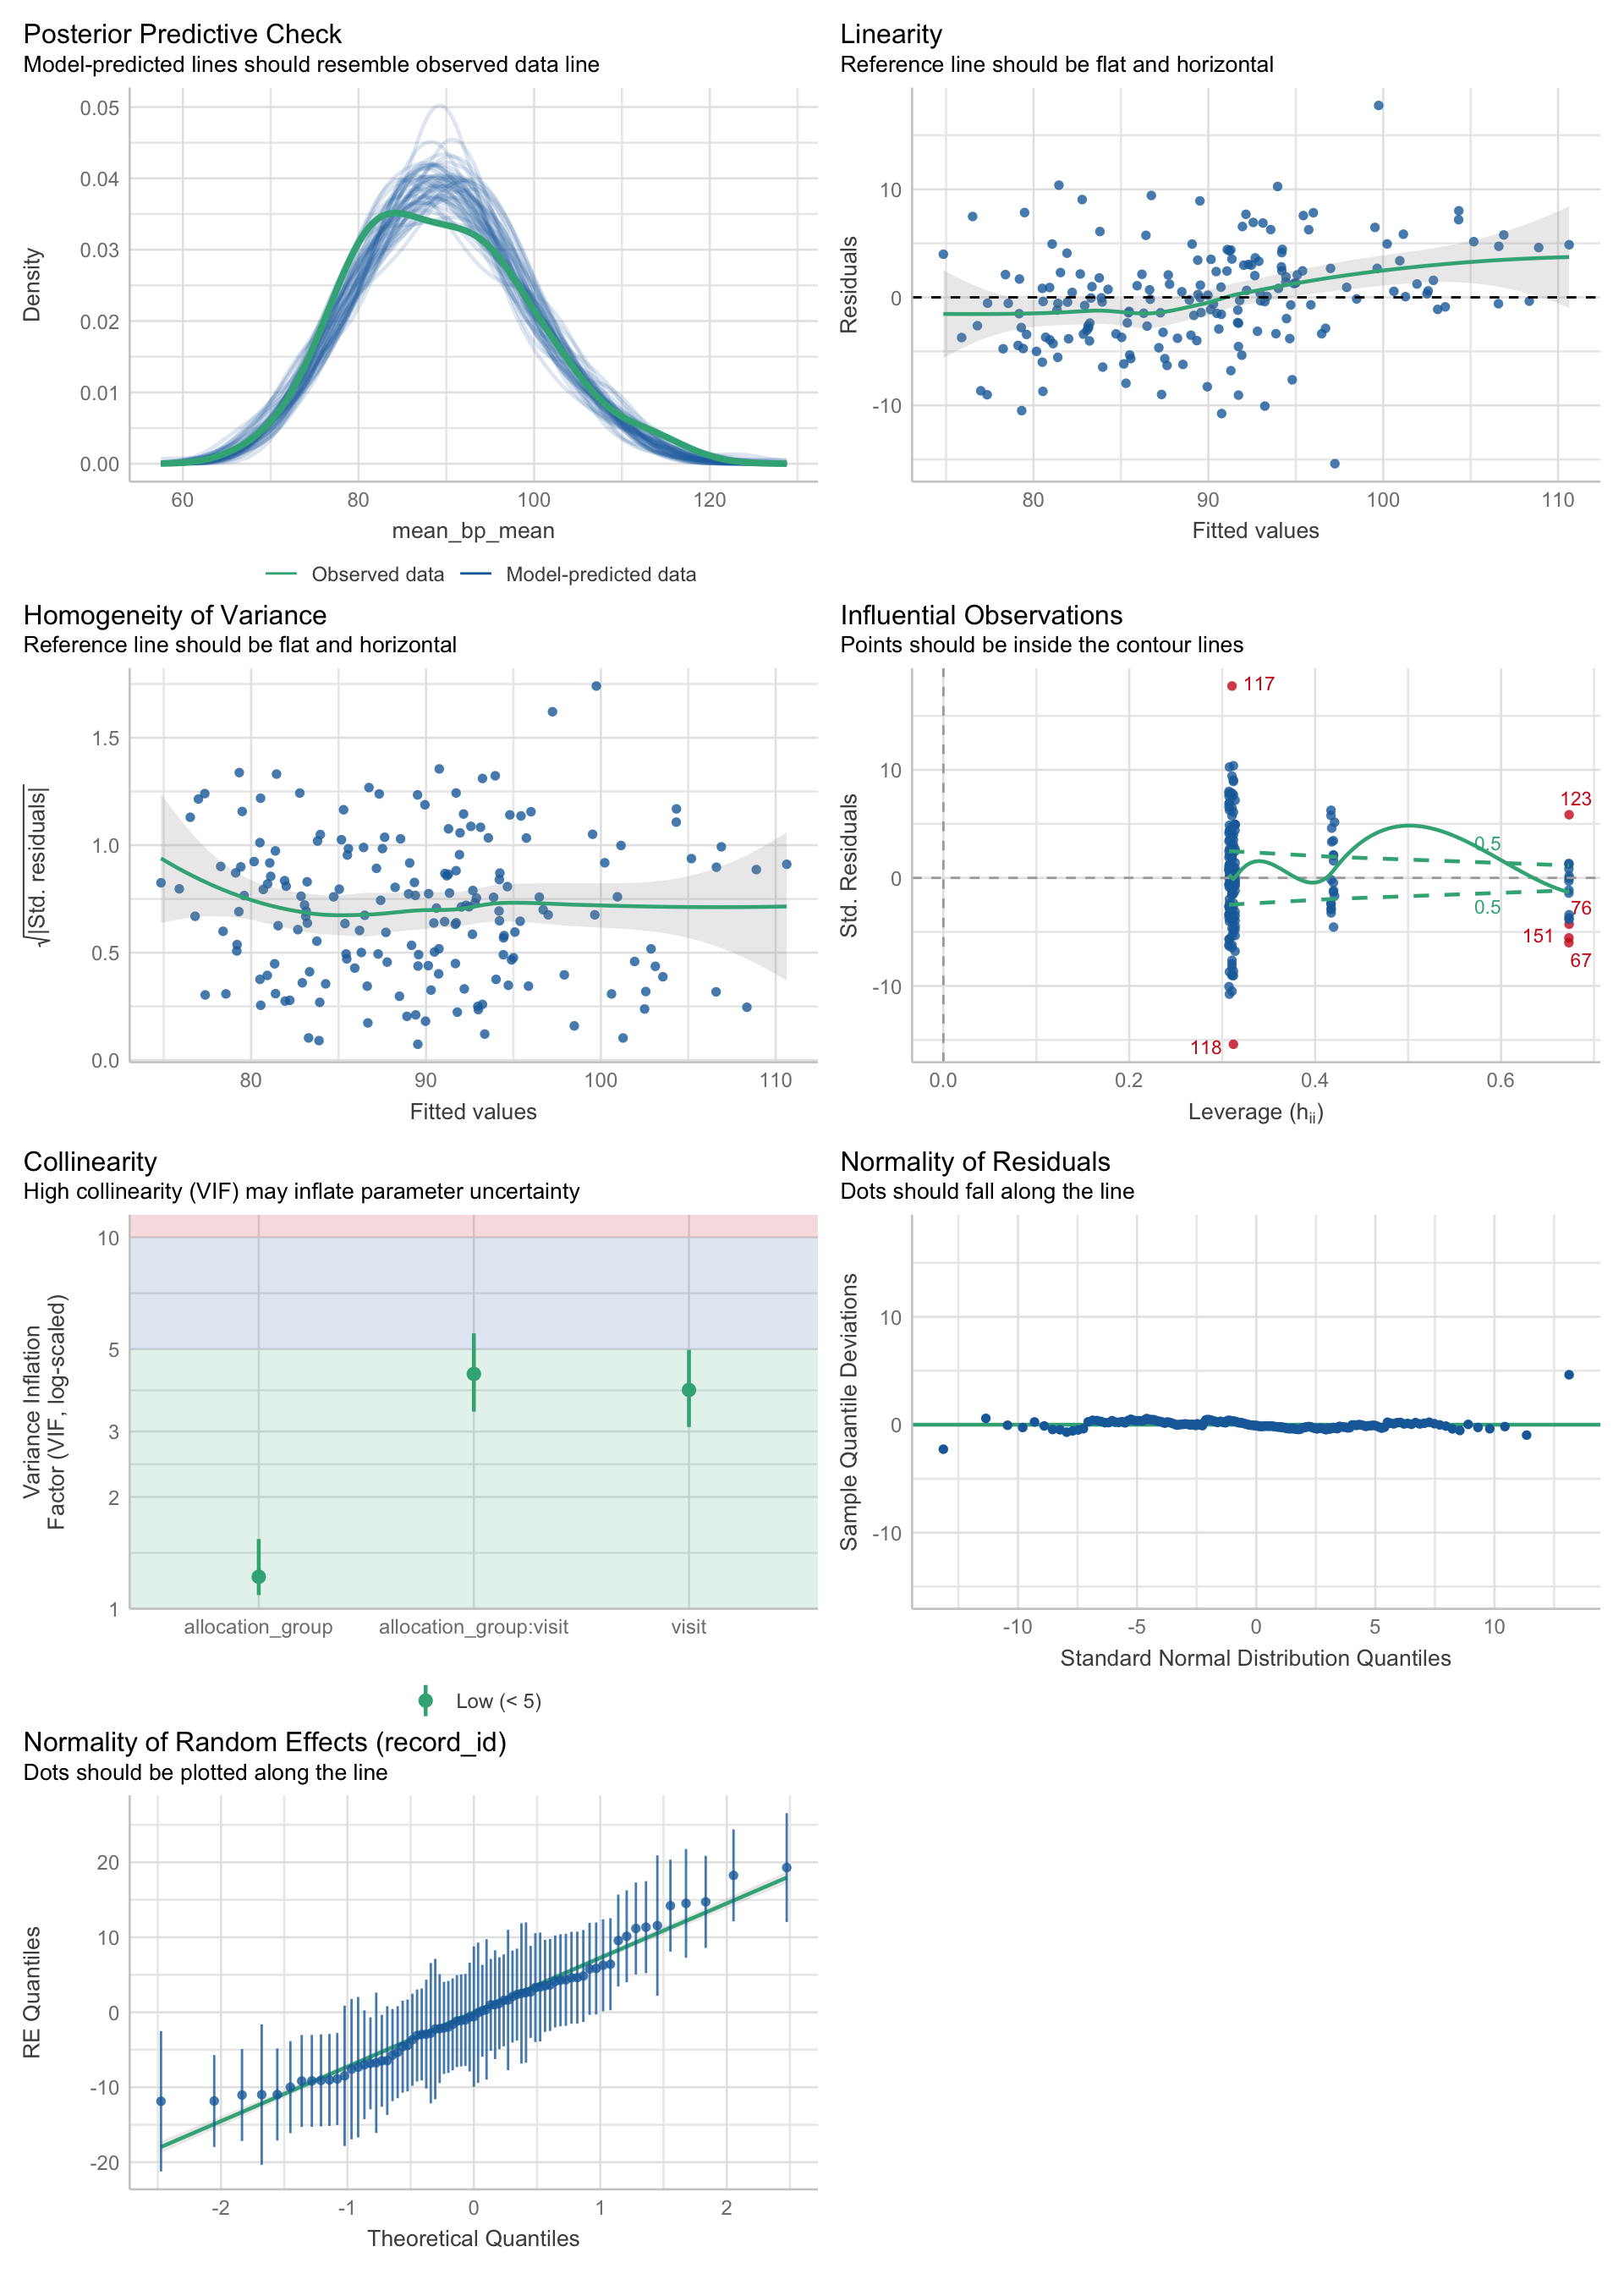 Posterior Predictive Check
Model-predicted lines should resemble observed data line
0.05
0.04
0.03
0.02
0.01
0.00
Density
60 80 100 120
mean_bp_mean
Observed data Model-predicted data
Linearity
Reference line should be flat and horizontal
10
0
-10
Residuals
80 90 100 110
Fitted values
Homogeneity of Variance
Reference line should be flat and horizontal
1.5
1.0
0.5
0.0
√|Std. residuals|
80 90 100 110
Fitted values
Influential Observations
Points should be inside the contour lines
117
10
123
0.5
0
0.5
76
151
67
-10
118
Std. Residuals
0.0 0.2 0.4 0.6
Leverage (hii)
Collinearity
High collinearity (VIF) may inflate parameter uncertainty
10
5
3
2
1
Variance Inflation
Factor (VIF, log-scaled)
allocation_group allocation_group:visit visit
Low (< 5)
Normality of Residuals
Dots should fall along the line
10
0
-10
Sample Quantile Deviations
-10 -5 0 5 10
Standard Normal Distribution Quantiles
Normality of Random Effects (record_id)
Dots should be plotted along the line
20
10
0
-10
-20
RE Quantiles
-2 -1 0 1 2
Theoretical Quantiles